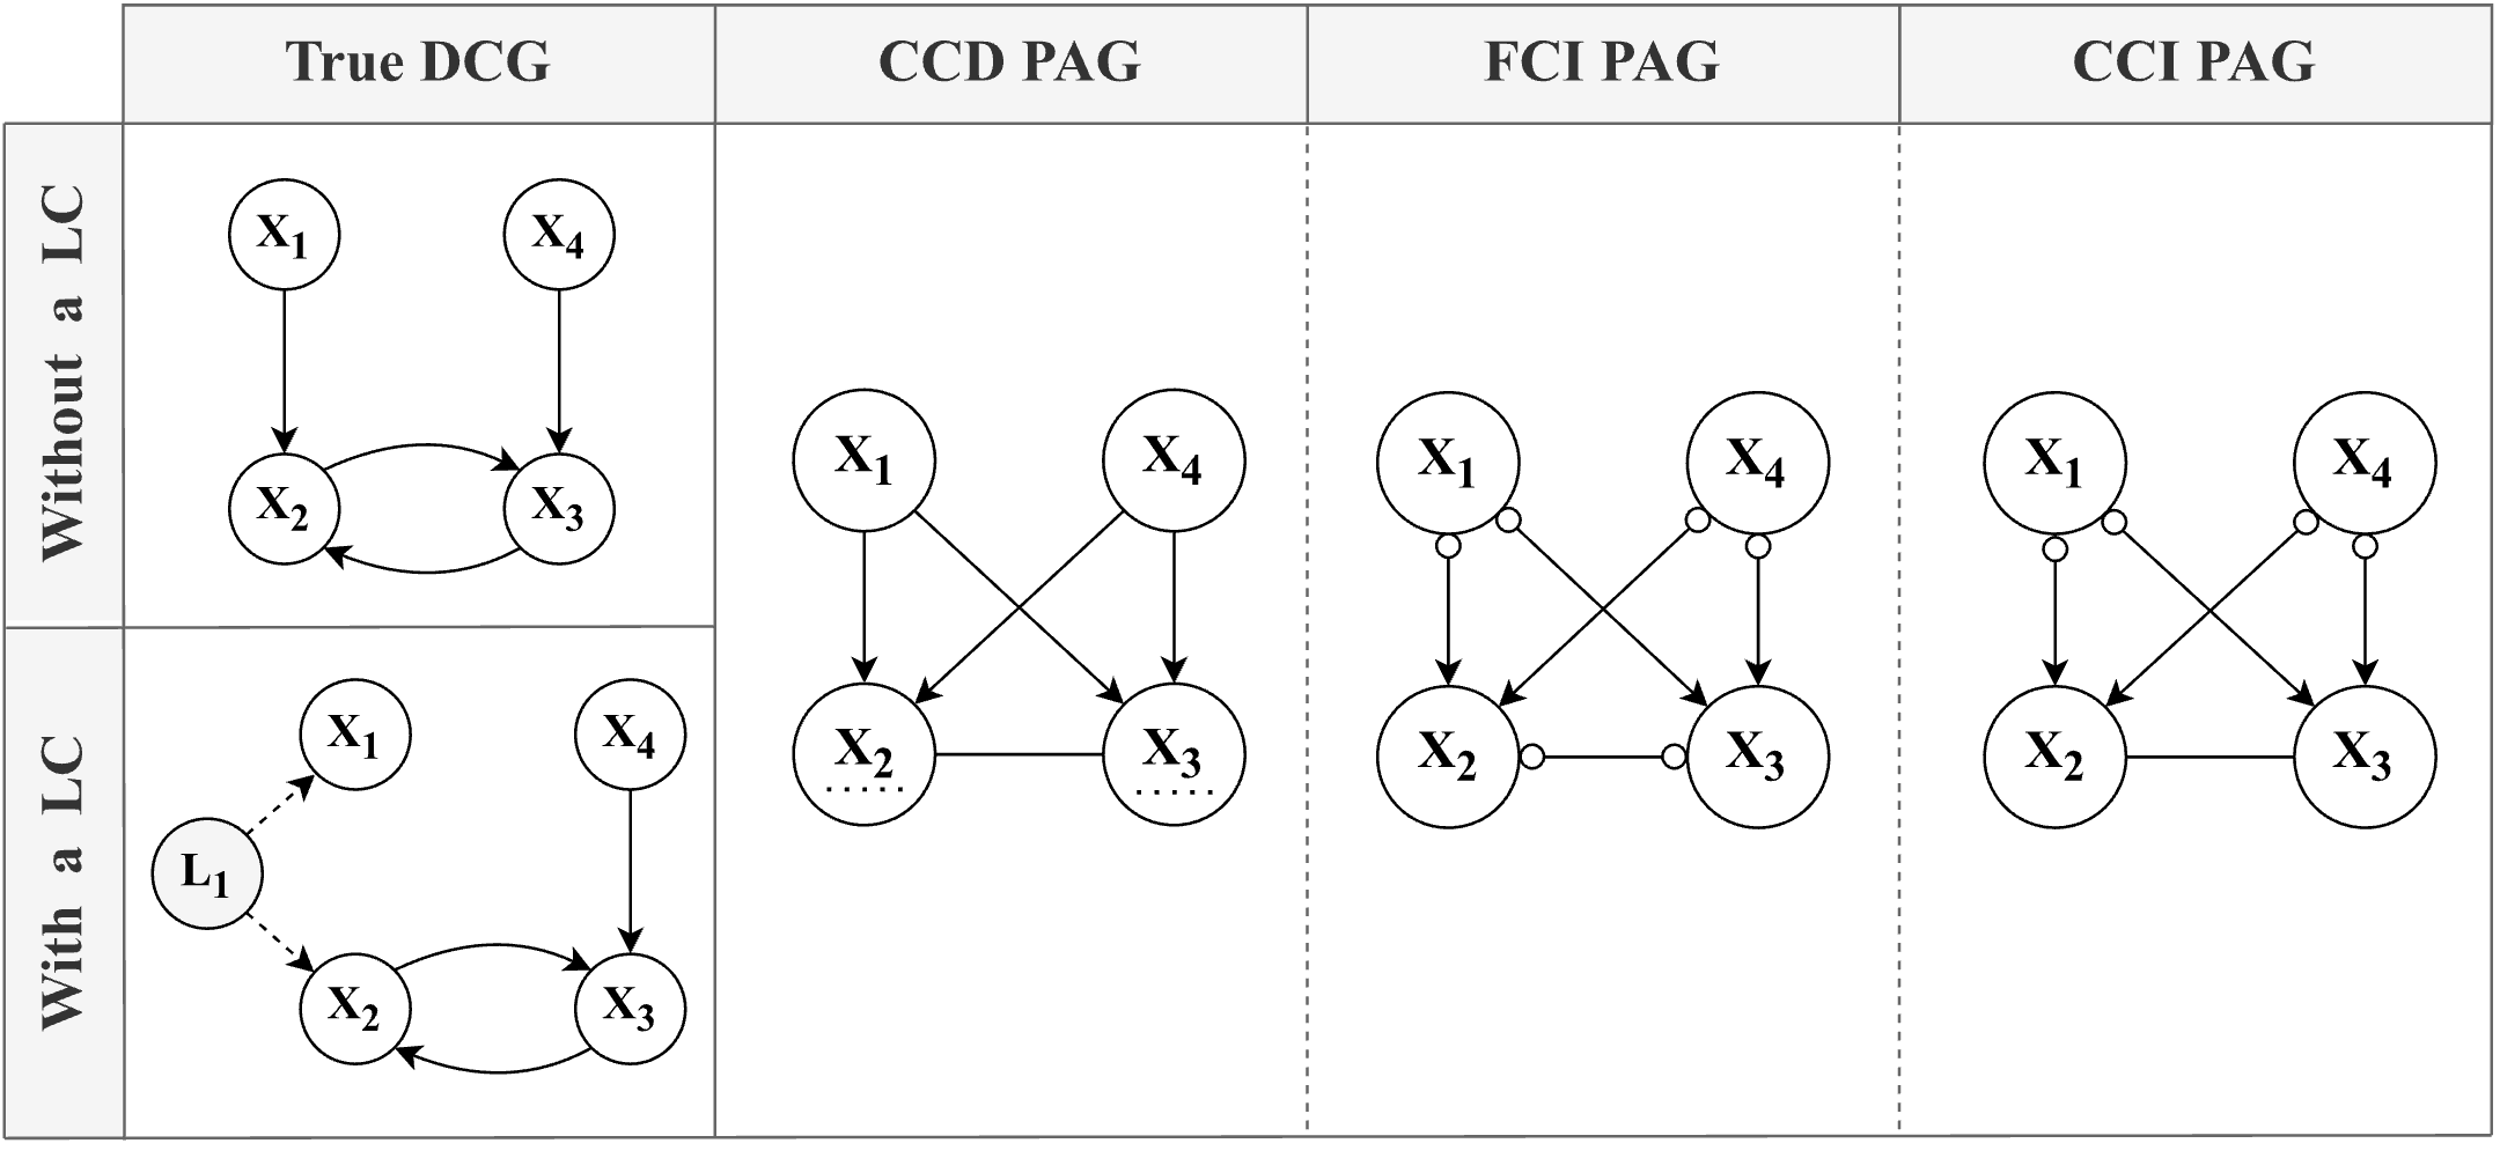 True DCG
CCD PAG
FCI PAG
CCI PAG
Without a LC
X1 X4
X2 X3
With a LC
X1 X4
L1
X2 X3
X1 X4
X2 X3
X1 X4
X2 X3
X1 X4
X2 X3